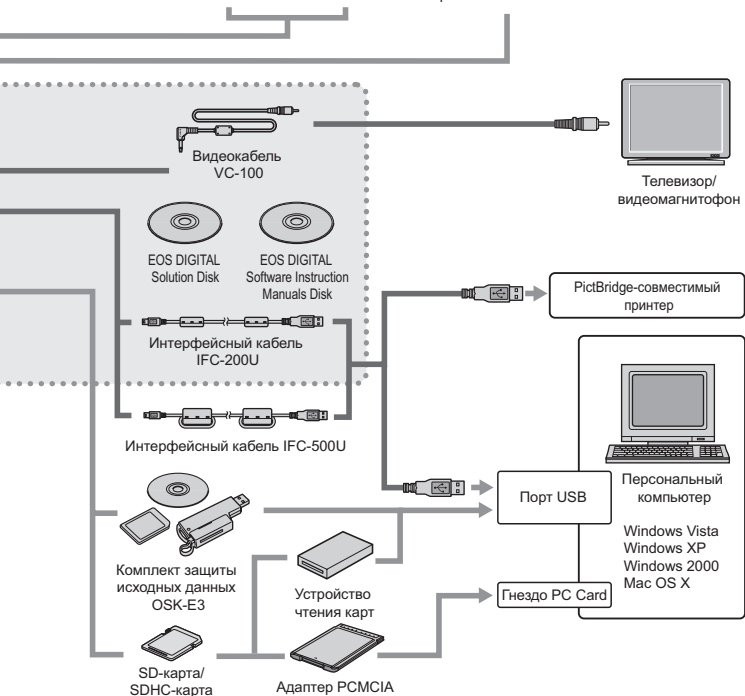 Видеокабель
VC-100
Телевизор/
видеомагнитофон
EOS DIGITAL
Solution Disk
EOS DIGITAL
Software Instruction
Manuals Disk
PictBridge-совместимый
принтер
Интерфейсный кабель
IFC-200U
Интерфейсный кабель IFC-500U
Порт USB
Персональный
компьютер
Windows Vista
Windows XP
Windows 2000
Mac OS X
Комплект защиты
исходных данных
OSK-E3
Устройство
чтения карт
Гнездо PC Card
SD-карта/
SDHC-карта
Адаптер PCMCIA